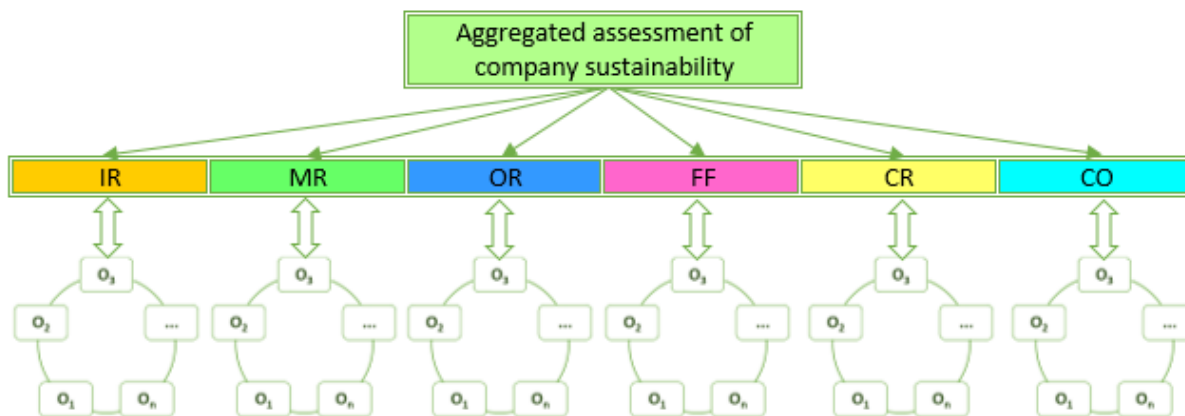 Aggregated assessment of
company sustainability
IR MR OR FF CR CO
O₃ O₃ O₃ O₃ O₃ O₃
O₂ ... O₂ ... O₂ ... O₂ ... O₂ ... O₂ ...
O₁ Oₙ O₁ Oₙ O₁ Oₙ O₁ Oₙ O₁ Oₙ O₁ Oₙ